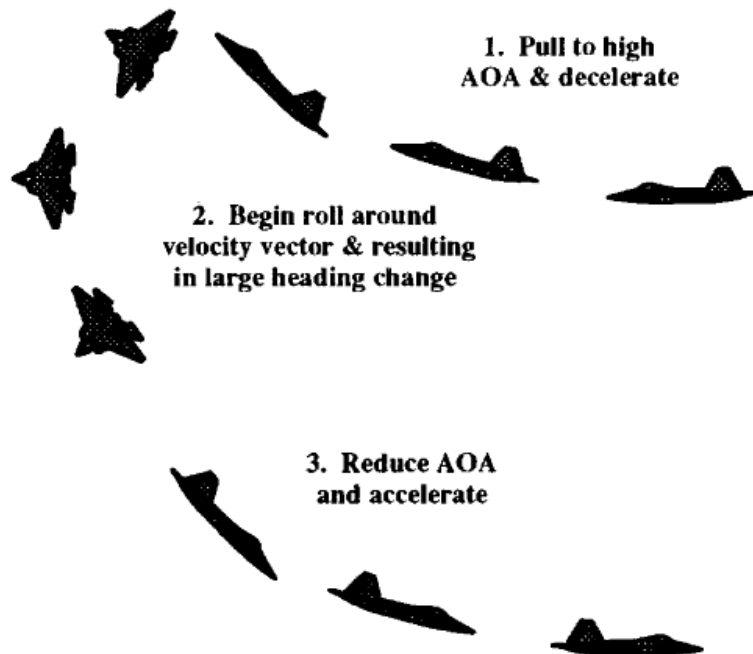 1. Pull to high
AOA & decelerate
2. Begin roll around
velocity vector & resulting
in large heading change
3. Reduce AOA
and accelerate